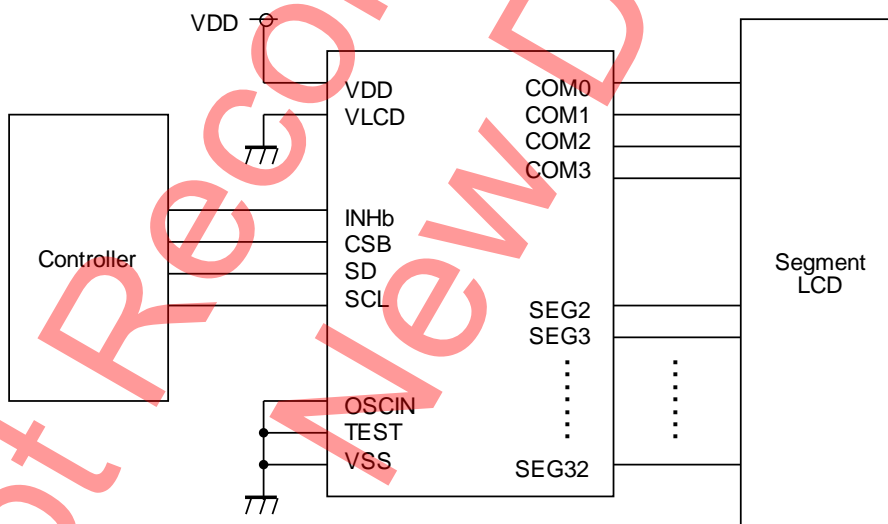 VDD
VDD
VLCD
INHb
CSB
SD
SCL
OSCIN
TEST
VSS
COM0
COM1
COM2
COM3
SEG2
SEG3
SEG32
Controller
Segment
LCD
New